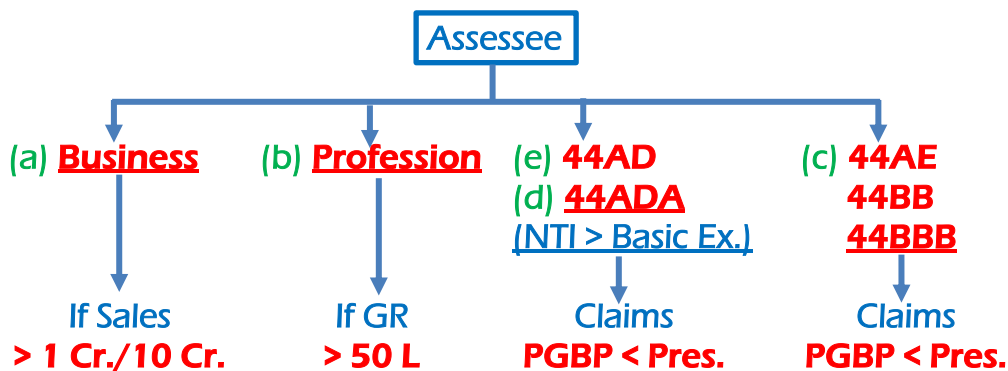 Assessee
(a) Business
If Sales
> 1 Cr./10 Cr.
(b) Profession
If GR
> 50 L
(e) 44AD
(d) 44ADA
(NTI > Basic Ex.)
Claims
PGBP < Pres.
(c) 44AE
44BB
44BBB
Claims
PGBP < Pres.